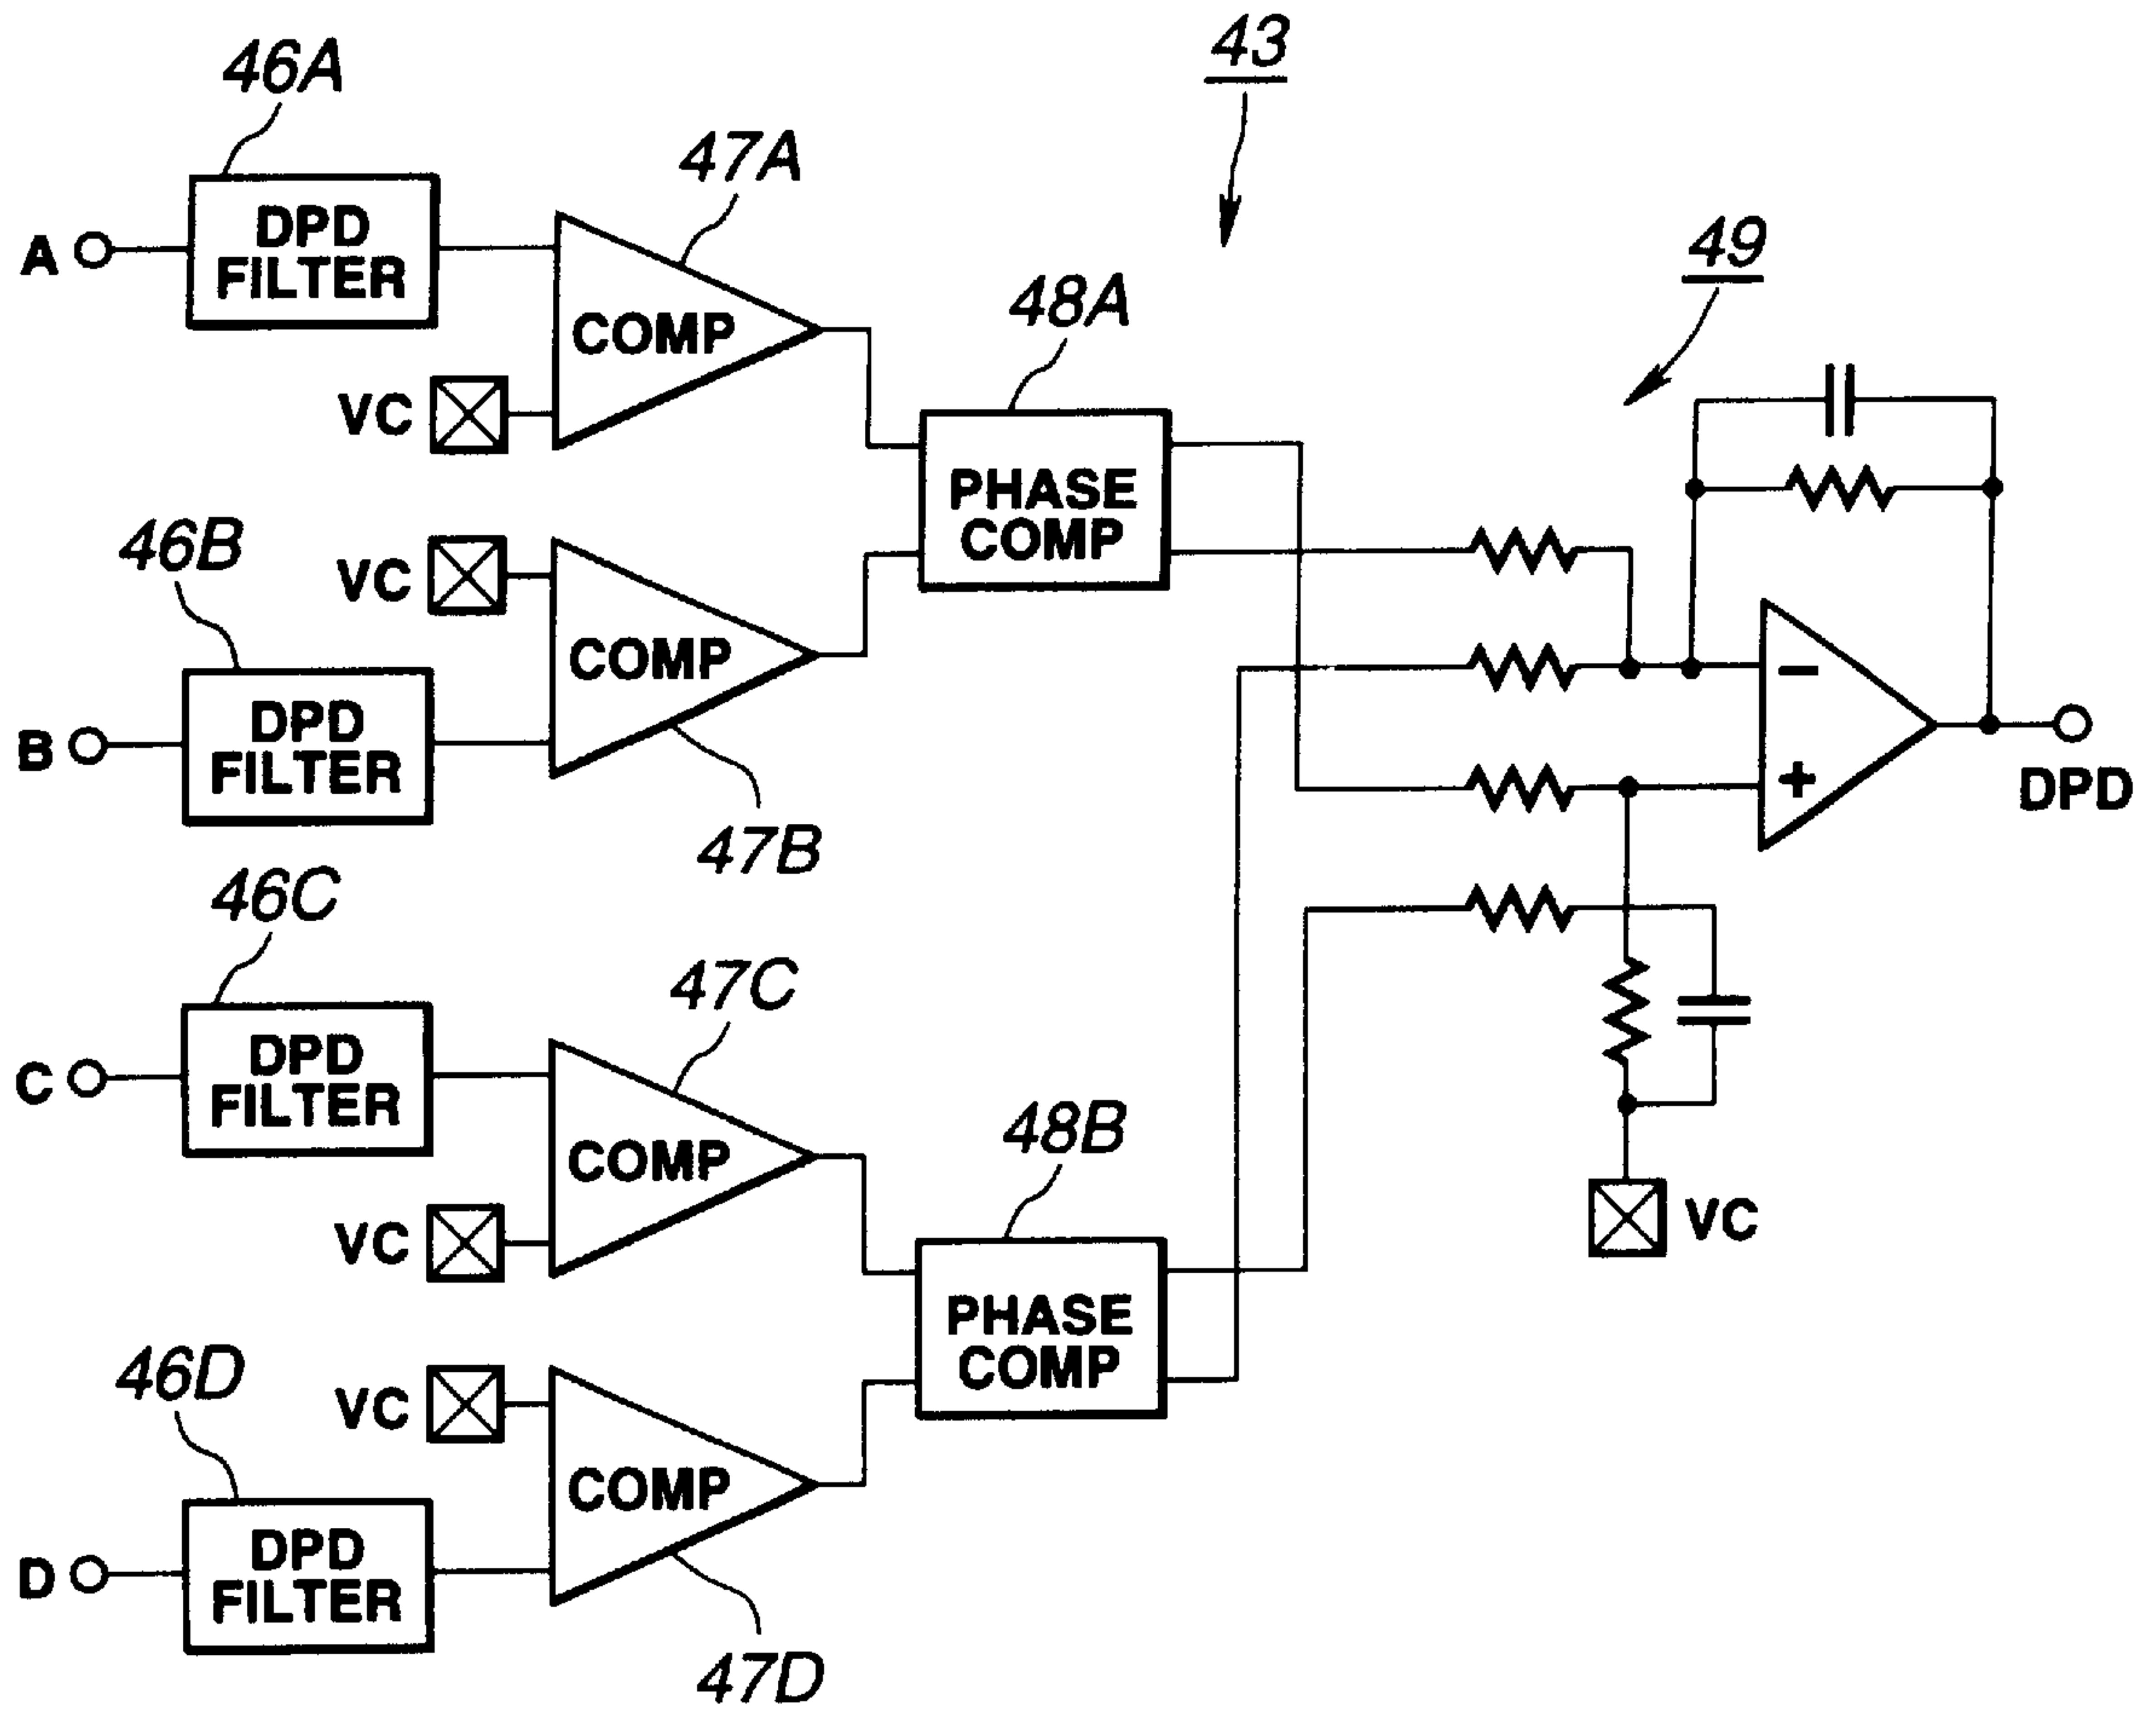 43
46A
47A
A
DPD
FILTER
COMP
VC
49
48A
PHASE
COMP
46B
VC
COMP
B
DPD
FILTER
47B
−
+
DPD
46C
47C
C
DPD
FILTER
COMP
VC
48B
PHASE
COMP
VC
46D
VC
COMP
D
DPD
FILTER
47D